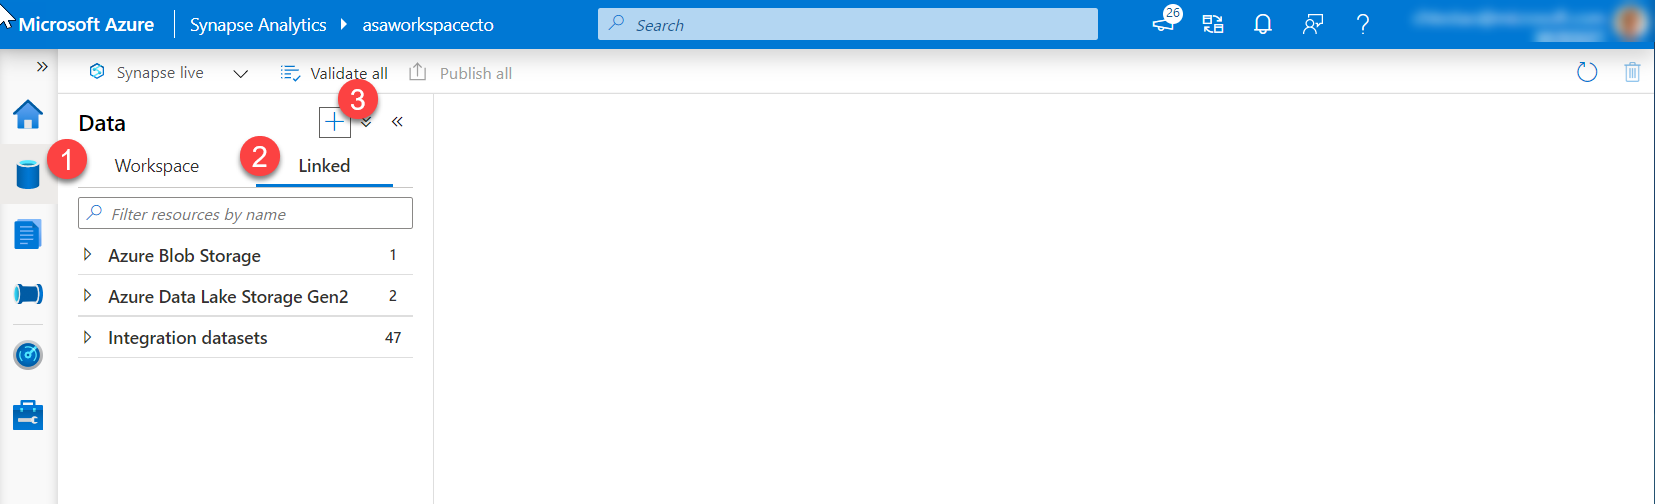 Microsoft Azure Synapse Analytics asaworkspacecto Search 26 ?
Synapse live Validate all Publish all
3
Data
1 Workspace 2 Linked
Filter resources by name
Azure Blob Storage 1
Azure Data Lake Storage Gen2 2
Integration datasets 47